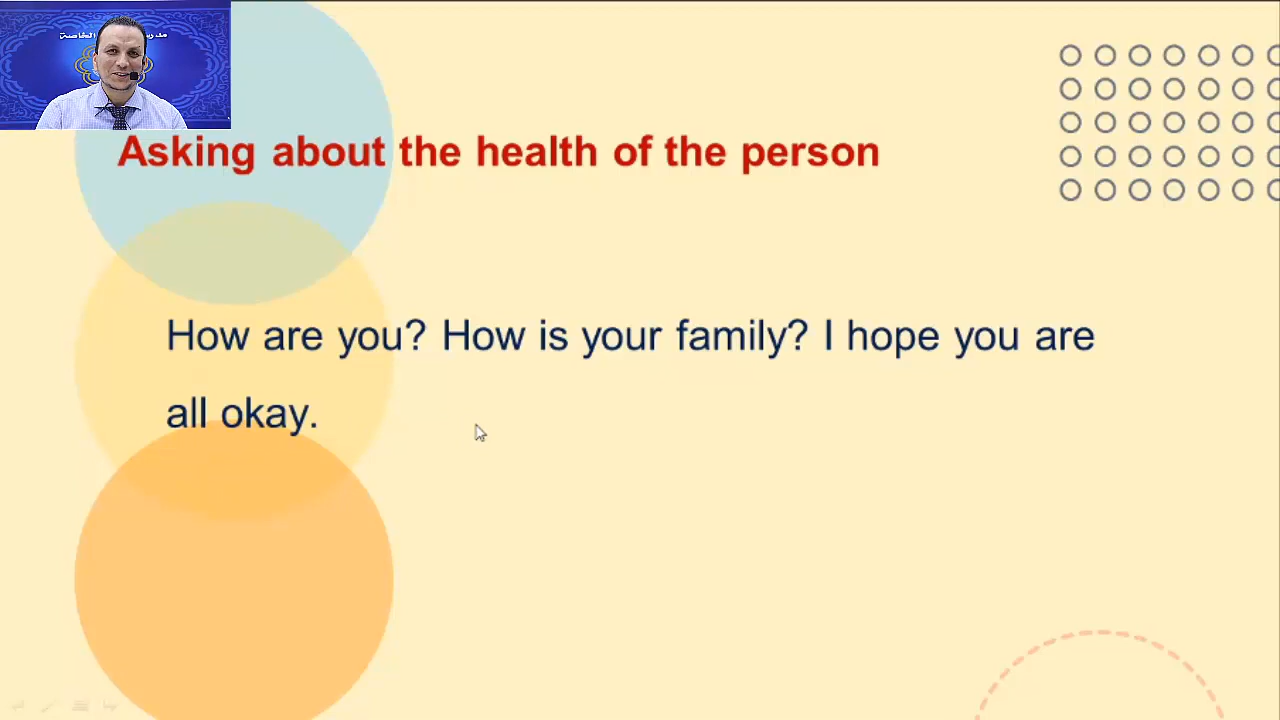 الخاصة
Asking about the health of the person
How are you? How is your family? I hope you are
all okay.